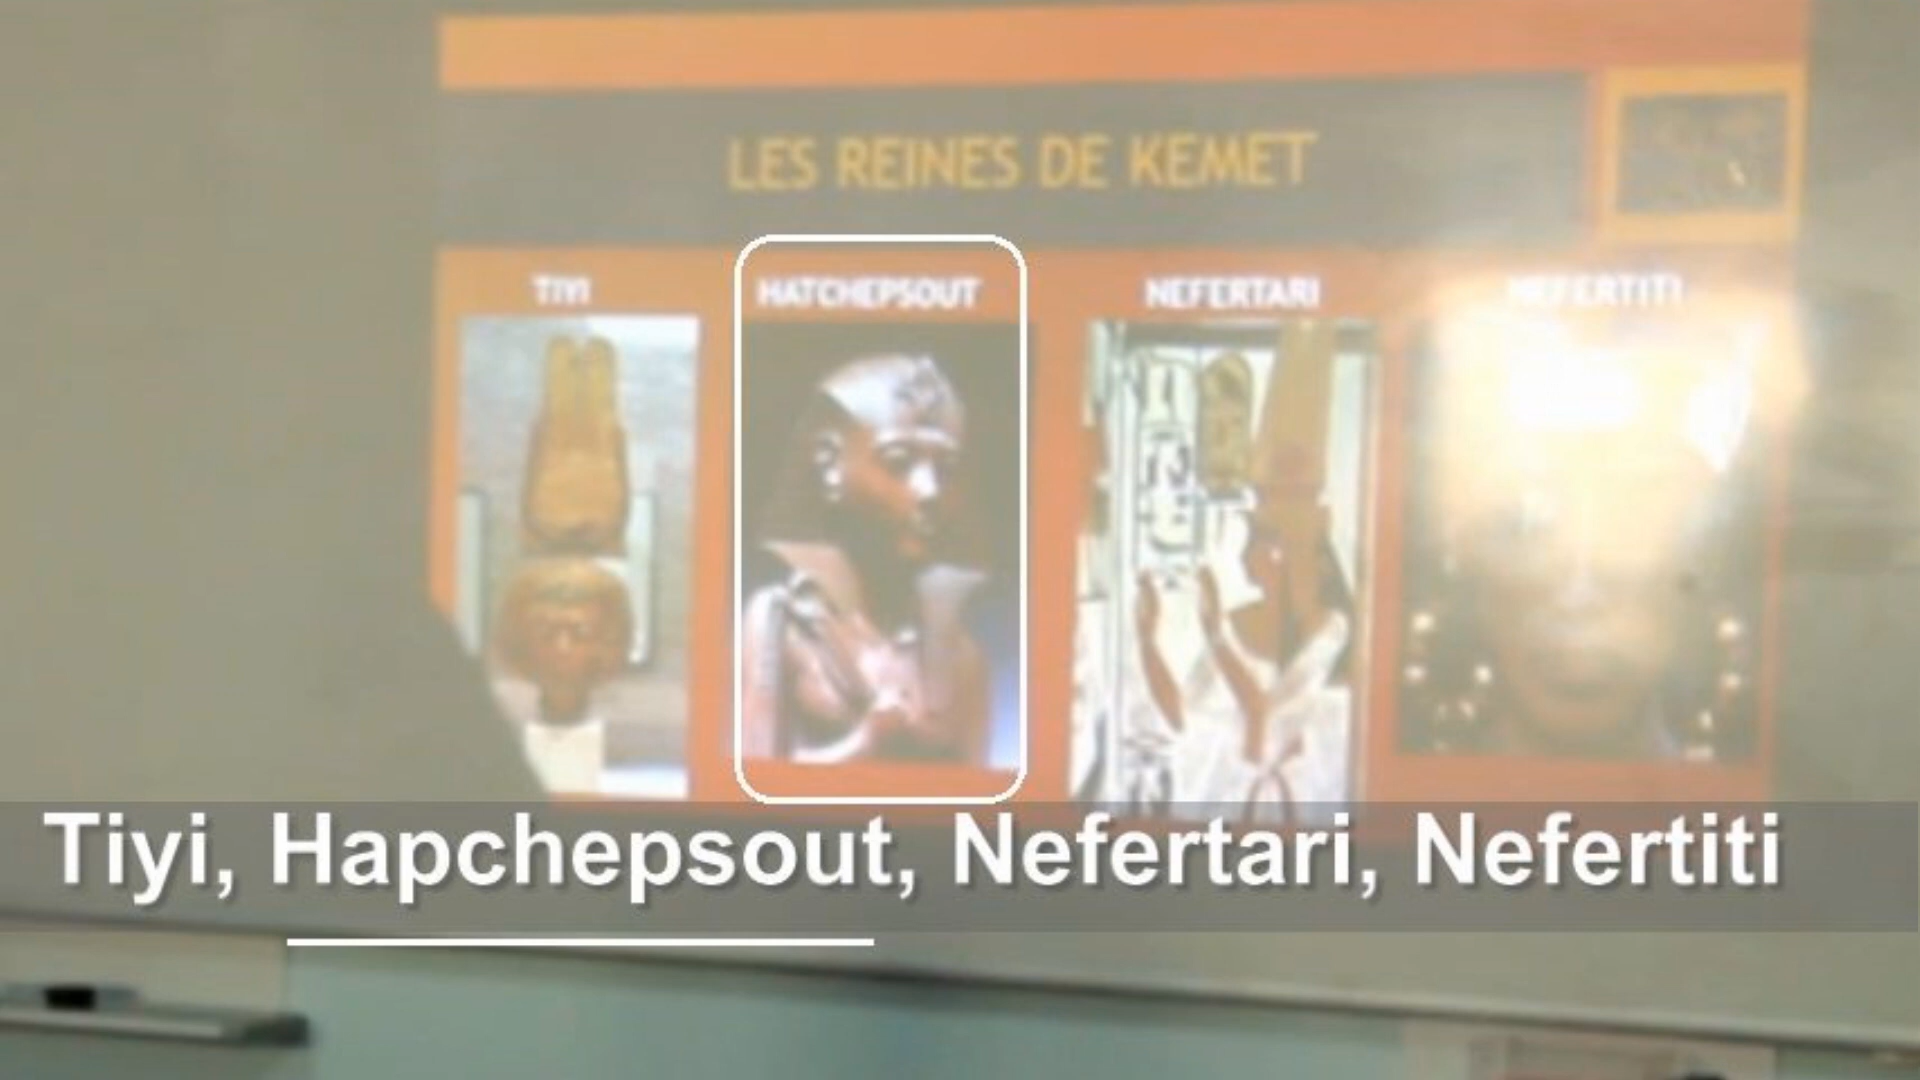 LES REINES DE KEMET
TIYI HATCHEPSOUT NEFERTARI NEFERTITI
Tiyi, Hapchepsout, Nefertari, Nefertiti